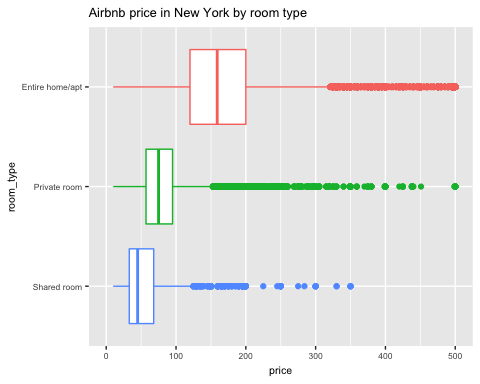 Airbnb price in New York by room type
room_type
Entire home/apt
Private room
Shared room
0 100 200 300 400 500
price